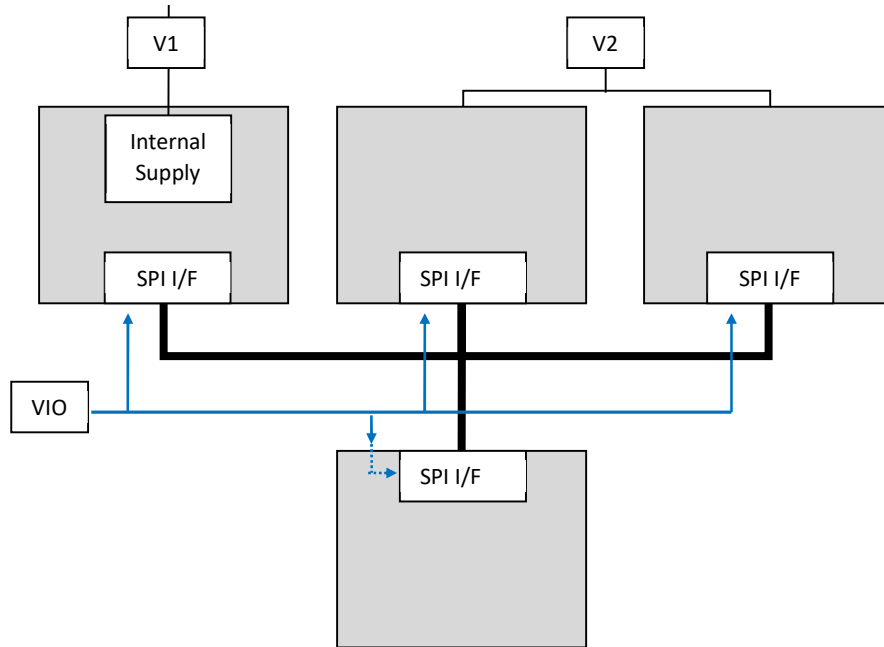 V1
V2
Internal
Supply
SPI I/F
SPI I/F
SPI I/F
VIO
SPI I/F